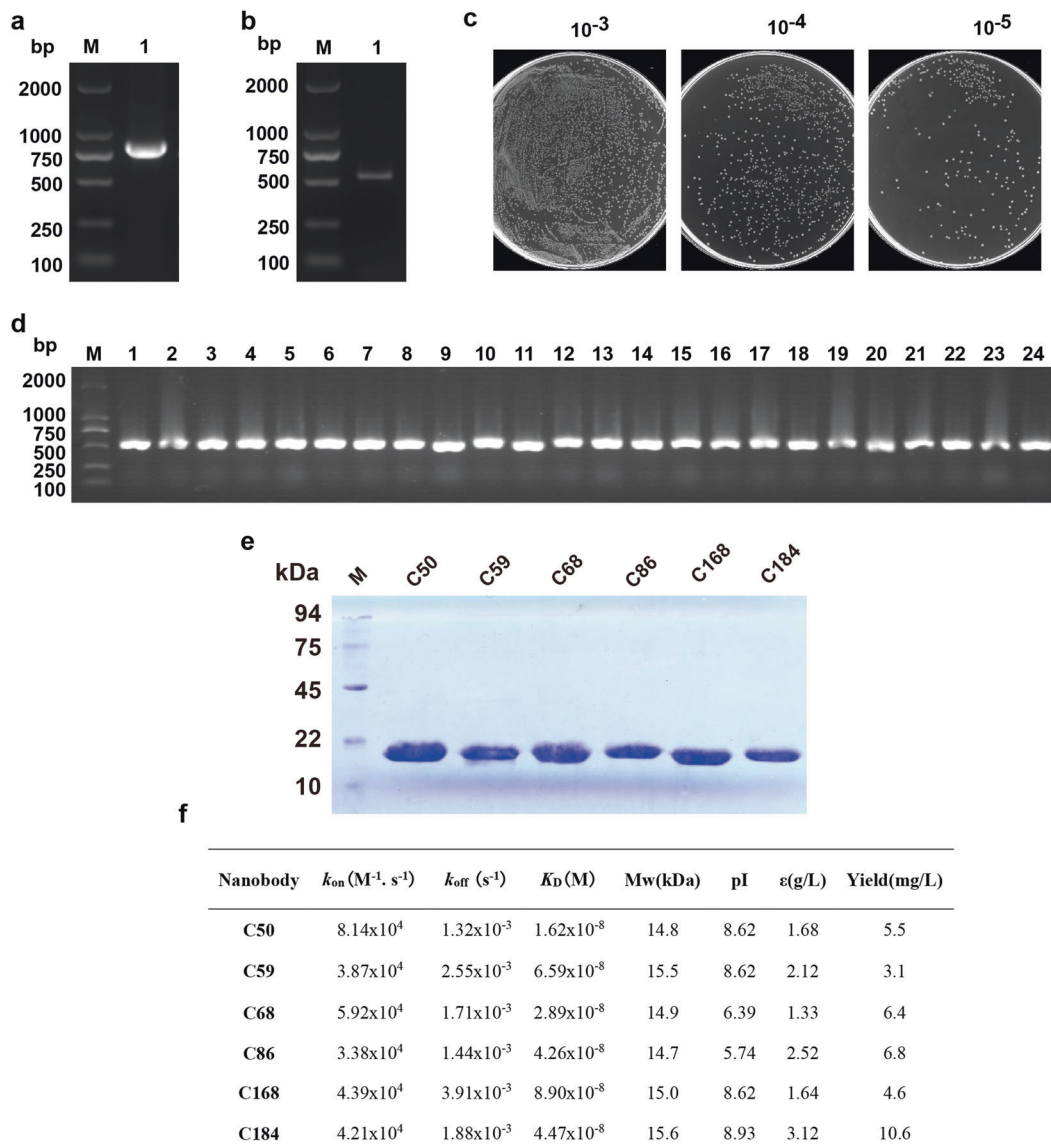 a
bp M 1
2000
1000
750
500
250
100
b
bp M 1
2000
1000
750
500
250
100
c
10-3 10-4 10-5
d
bp M 1 2 3 4 5 6 7 8 9 10 11 12 13 14 15 16 17 18 19 20 21 22 23 24
2000
1000
750
500
250
100
e
kDa M C50 C59 C68 C86 C168 C184
94
75
45
22
10
f
Nanobody kon (M-1. s-1) koff (s-1) KD (M) Mw(kDa) pI ε(g/L) Yield(mg/L)
C50 8.14x104 1.32x10-3 1.62x10-8 14.8 8.62 1.68 5.5
C59 3.87x104 2.55x10-3 6.59x10-8 15.5 8.62 2.12 3.1
C68 5.92x104 1.71x10-3 2.89x10-8 14.9 6.39 1.33 6.4
C86 3.38x104 1.44x10-3 4.26x10-8 14.7 5.74 2.52 6.8
C168 4.39x104 3.91x10-3 8.90x10-8 15.0 8.62 1.64 4.6
C184 4.21x104 1.88x10-3 4.47x10-8 15.6 8.93 3.12 10.6